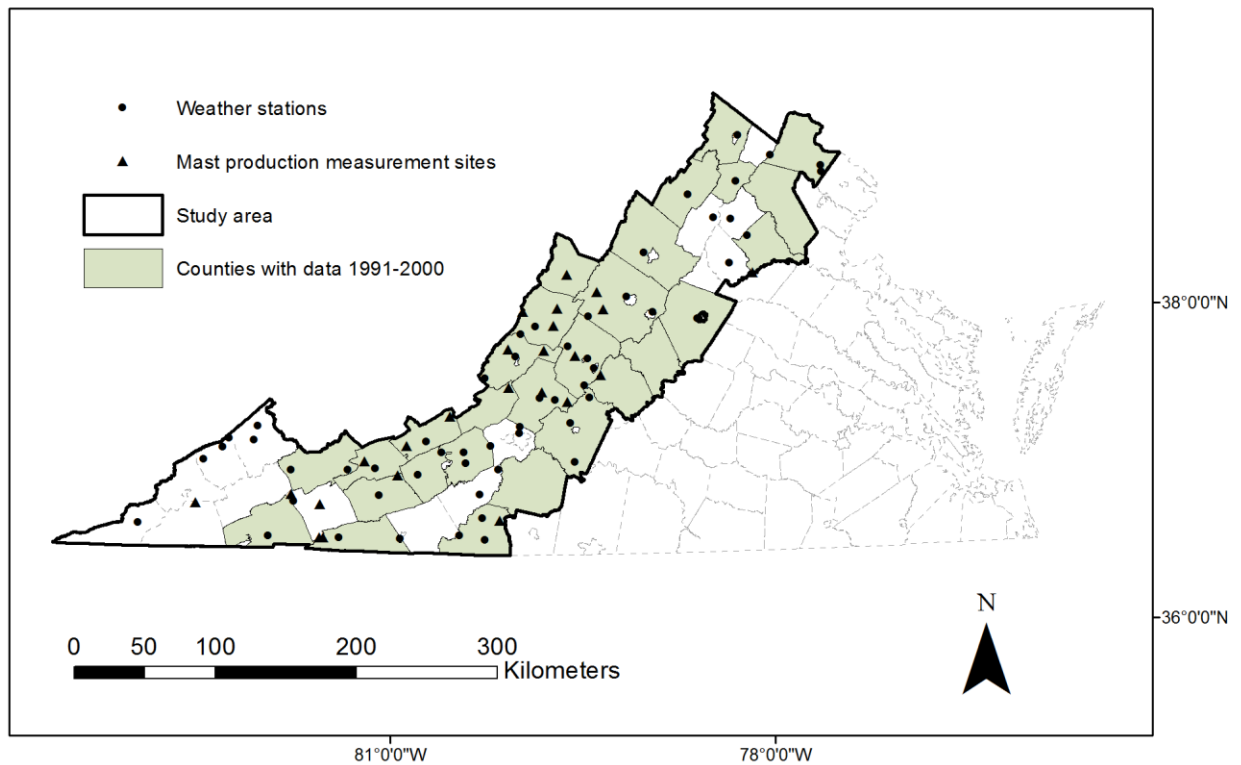 Weather stations
Mast production measurement sites
Study area
Counties with data 1991-2000
38°0'0"N
36°0'0"N
N
0 50 100 200 300
Kilometers
81°0'0"W 78°0'0"W